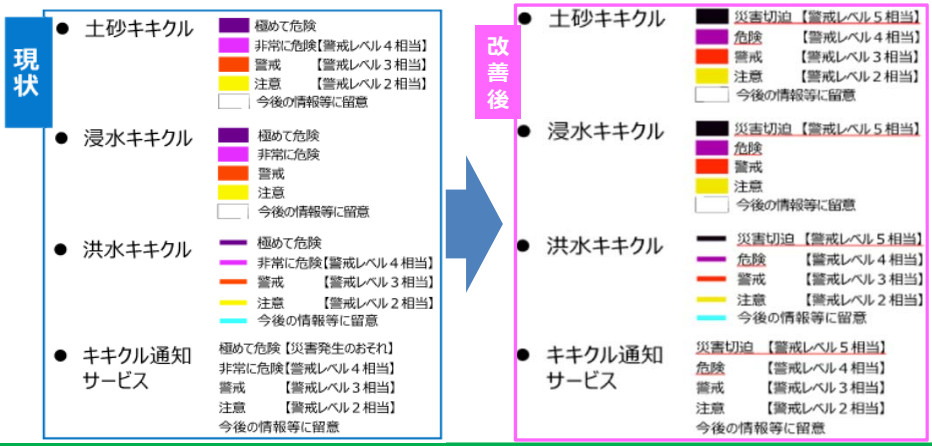 現状
● 土砂キキクル
極めて危険
非常に危険【警戒レベル４相当】
警戒 【警戒レベル３相当】
注意 【警戒レベル２相当】
今後の情報等に留意
● 浸水キキクル
極めて危険
非常に危険
警戒
注意
今後の情報等に留意
● 洪水キキクル
極めて危険
非常に危険【警戒レベル４相当】
警戒 【警戒レベル３相当】
注意 【警戒レベル２相当】
今後の情報等に留意
● キキクル通知
サービス
極めて危険【災害発生のおそれ】
非常に危険【警戒レベル４相当】
警戒 【警戒レベル３相当】
注意 【警戒レベル２相当】
今後の情報等に留意
改善後
● 土砂キキクル
災害切迫【警戒レベル５相当】
危険 【警戒レベル４相当】
警戒 【警戒レベル３相当】
注意 【警戒レベル２相当】
今後の情報等に留意
● 浸水キキクル
災害切迫【警戒レベル５相当】
危険
警戒
注意
今後の情報等に留意
● 洪水キキクル
災害切迫【警戒レベル５相当】
危険 【警戒レベル４相当】
警戒 【警戒レベル３相当】
注意 【警戒レベル２相当】
今後の情報等に留意
● キキクル通知
サービス
災害切迫 【警戒レベル５相当】
危険 【警戒レベル４相当】
警戒 【警戒レベル３相当】
注意 【警戒レベル２相当】
今後の情報等に留意